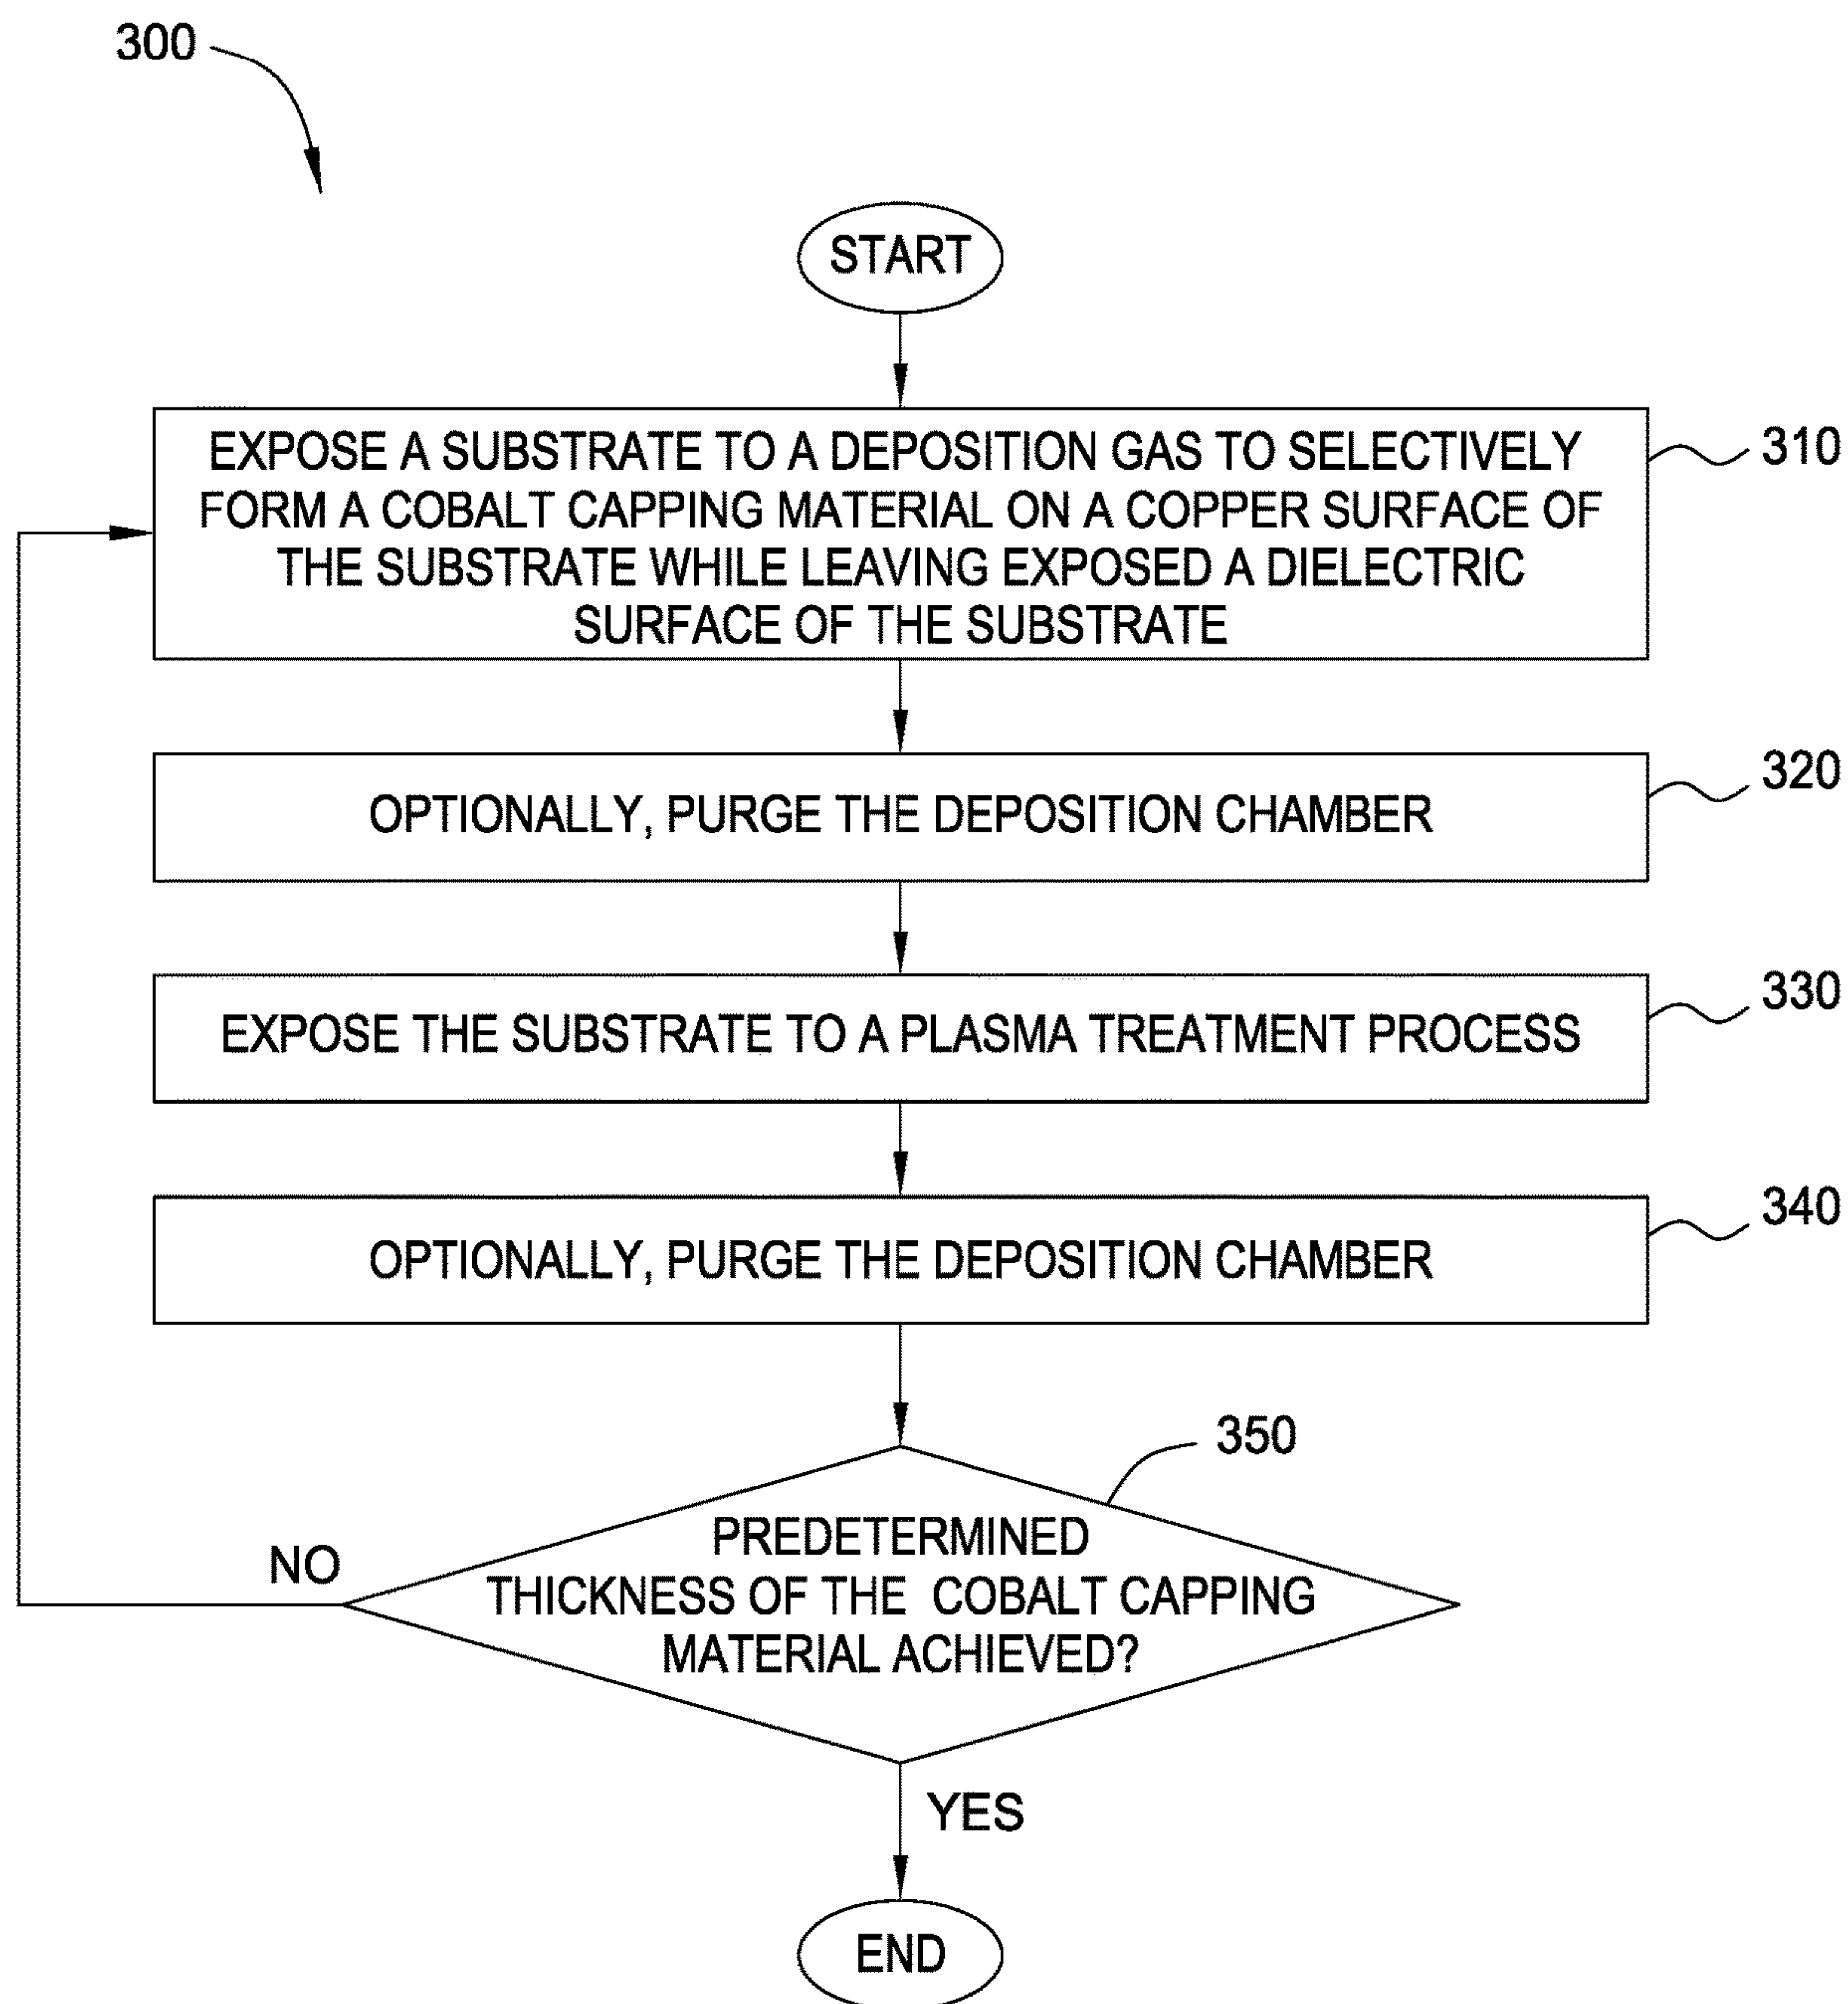 300
START
EXPOSE A SUBSTRATE TO A DEPOSITION GAS TO SELECTIVELY
FORM A COBALT CAPPING MATERIAL ON A COPPER SURFACE OF
THE SUBSTRATE WHILE LEAVING EXPOSED A DIELECTRIC
SURFACE OF THE SUBSTRATE
310
OPTIONALLY, PURGE THE DEPOSITION CHAMBER
320
EXPOSE THE SUBSTRATE TO A PLASMA TREATMENT PROCESS
330
OPTIONALLY, PURGE THE DEPOSITION CHAMBER
340
350
PREDETERMINED
THICKNESS OF THE COBALT CAPPING
MATERIAL ACHIEVED?
NO
YES
END